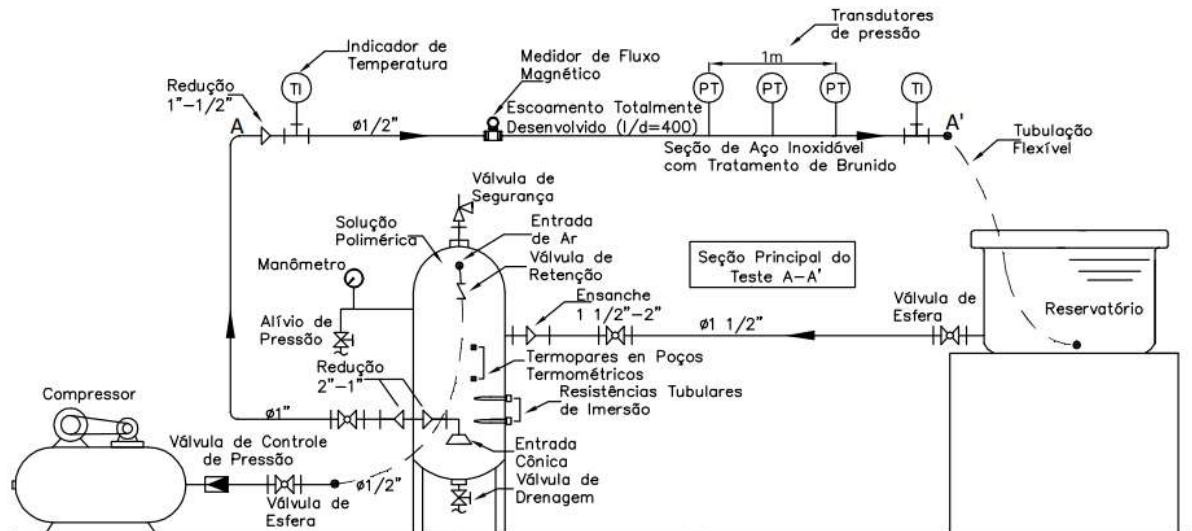 Transdutores
de pressão
Indicador de
Temperatura
Medidor de Fluxo
Magnético
1m
Redução
1"-1/2"
TI
PT
PT
PT
TI
A
ø1/2"
Escoamento Totalmente
Desenvolvido (l/d=400)
A'
Seção de Aço Inoxidável
com Tratamento de Brunido
Tubulação
Flexível
Válvula de
Segurança
Solução
Polimérica
Entrada
de Ar
Válvula de
Retenção
Manômetro
Seção Principal do
Teste A-A'
Ensanche
1 1/2"-2"
Válvula de
Esfera
Reservatório
Alívio de
Pressão
ø1 1/2"
Termopares en Poços
Termométricos
Redução
2"-1"
Resistências Tubulares
de Imersão
Compressor
ø1"
Válvula de Controle
de Pressão
Entrada
Cônica
Válvula de
Drenagem
ø1/2"
Válvula de
Esfera